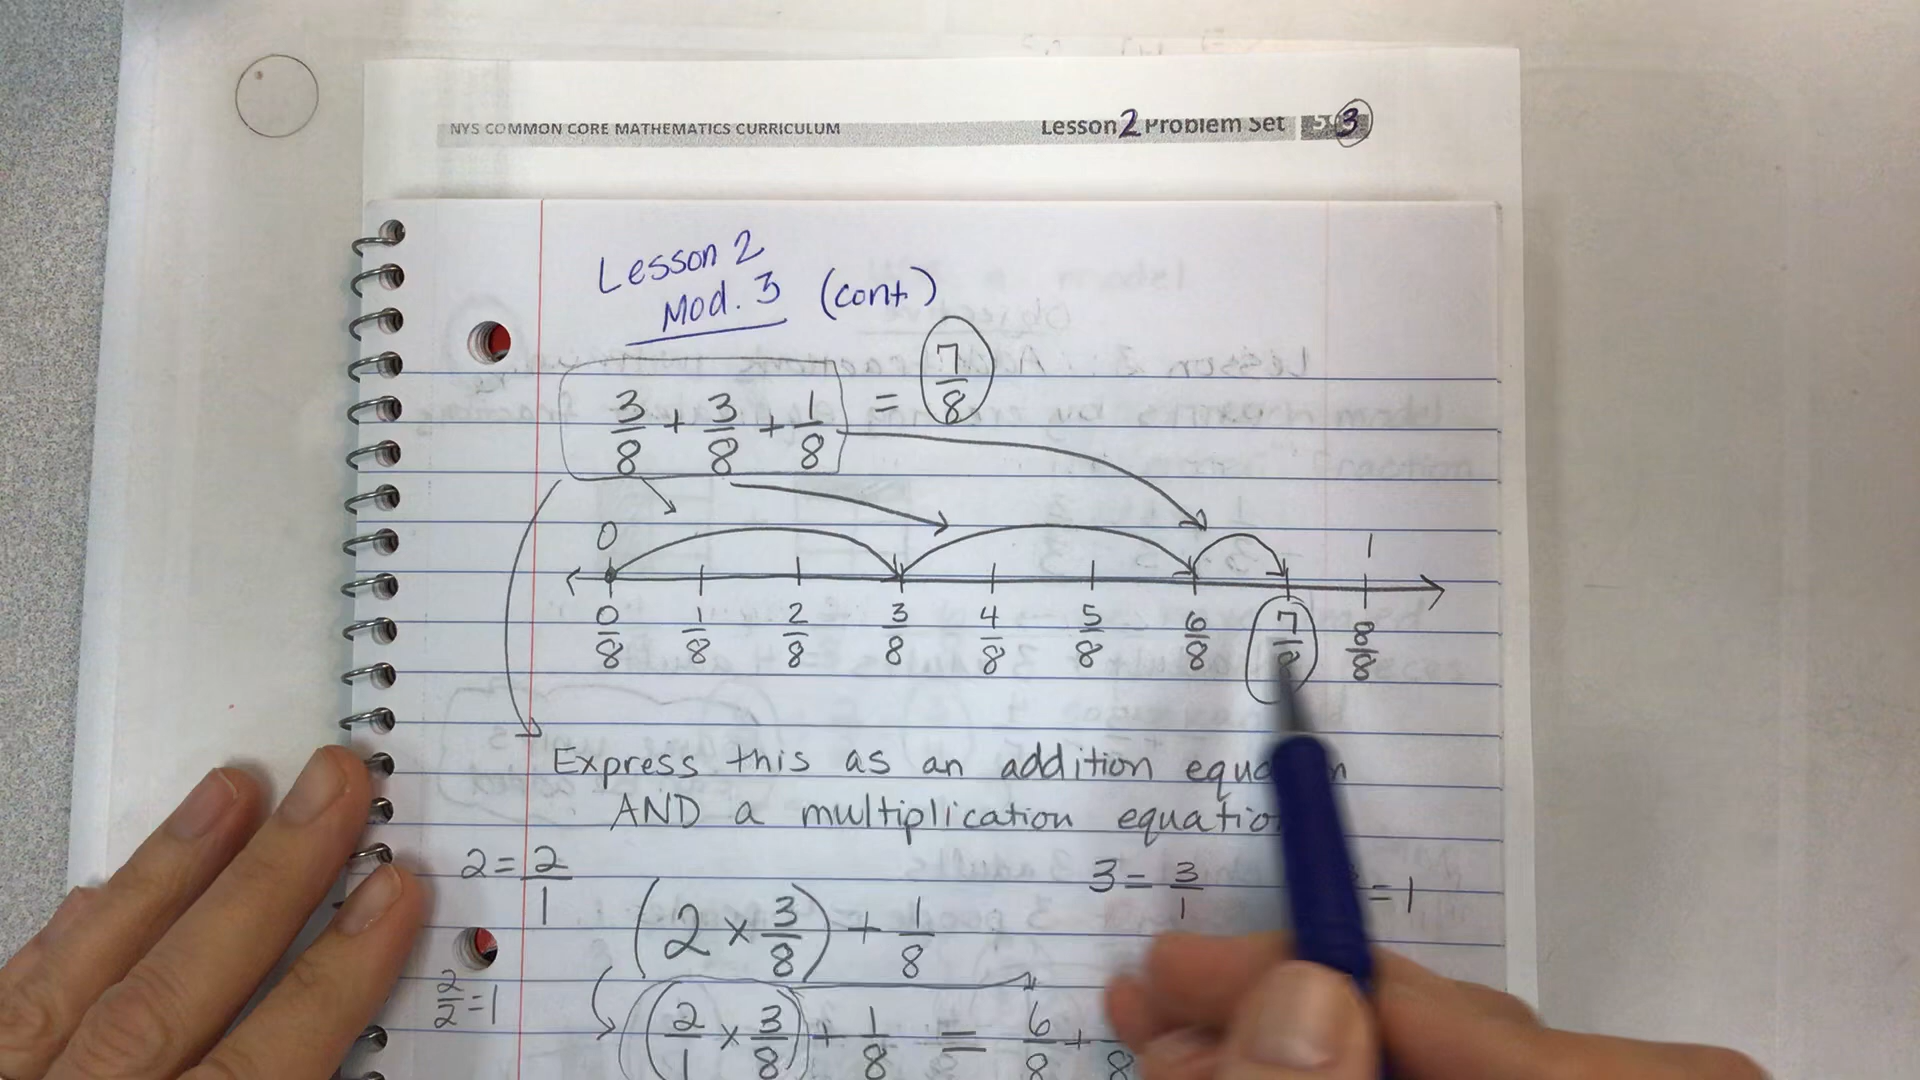 NYS COMMON CORE MATHEMATICS CURRICULUM Lesson 2 Problem Set 3
Lesson 2
Mod. 3 (cont.)
3/8 + 3/8 + 1/8 = 7/8
0 1
0/8 1/8 2/8 3/8 4/8 5/8 6/8 7/8 8/8
Express this as an addition
AND a multiplication
2 = 2/1 3 = 3/1 = 1
(2 × 3/8) + 1/8
2/2 = 1
(2/1 × 3/8) + 1/8 = 6/8 + /8